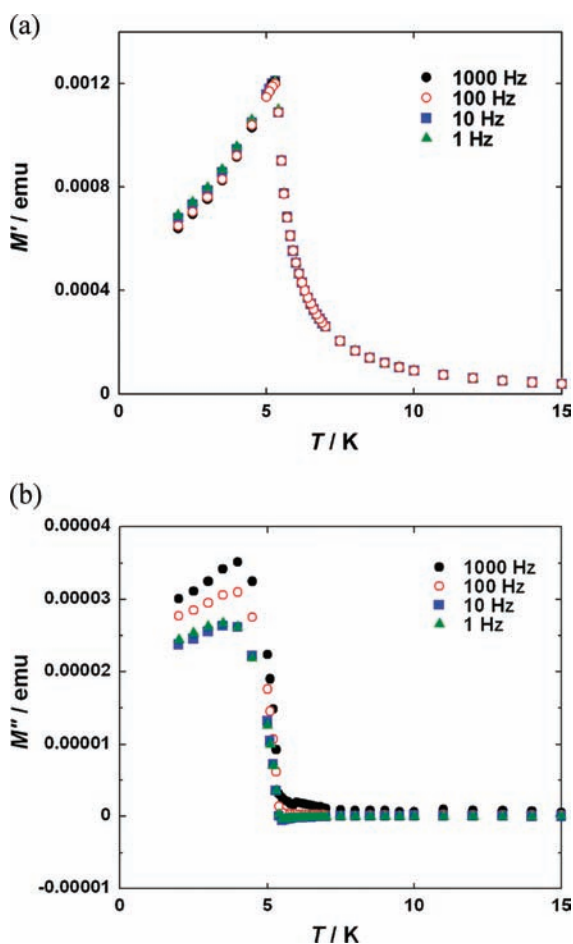 (a)
0.0012
0.0008
0.0004
0
M' / emu
1000 Hz
100 Hz
10 Hz
1 Hz
0 5 10 15
T / K
(b)
0.00004
0.00003
0.00002
0.00001
0
-0.00001
M" / emu
1000 Hz
100 Hz
10 Hz
1 Hz
0 5 10 15
T / K